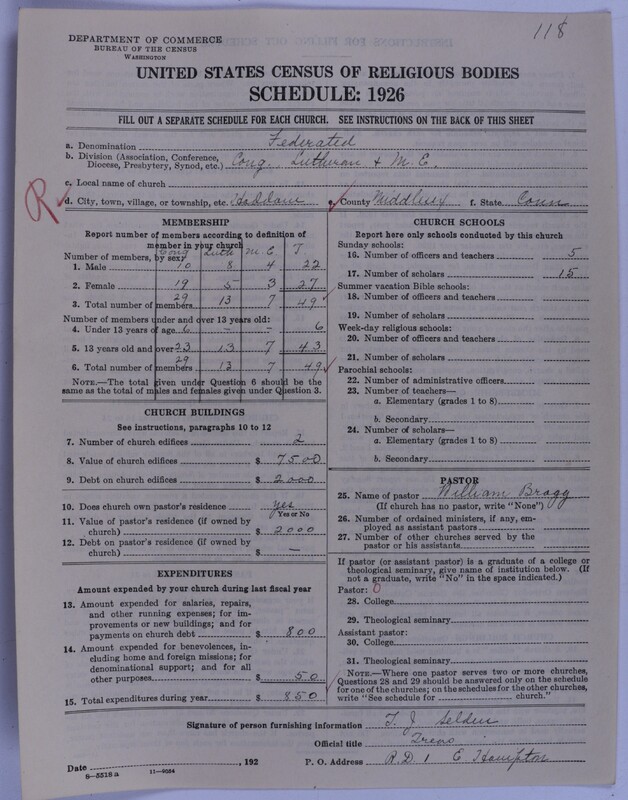 118
DEPARTMENT OF COMMERCE
BUREAU OF THE CENSUS
WASHINGTON
UNITED STATES CENSUS OF RELIGIOUS BODIES
SCHEDULE: 1926
FILL OUT A SEPARATE SCHEDULE FOR EACH CHURCH. SEE INSTRUCTIONS ON THE BACK OF THIS SHEET
a. Denomination Federated
b. Division (Association, Conference, Diocese, Presbytery, Synod, etc.) Cong. Lutheran & M.E.
c. Local name of church
R
d. City, town, village, or township, etc. Haddam e. County Middlesex f. State Conn
MEMBERSHIP
Report number of members according to definition of
member in your church
Number of members, by sex: Cong Luth M.E. T
1. Male 10 8 4 22
2. Female 19 5 3 27
3. Total number of members 29 13 7 49
Number of members under and over 13 years old:
4. Under 13 years of age 6 - - 6
5. 13 years old and over 23 13 7 43
6. Total number of members 29 13 7 49
NOTE.—The total given under Question 6 should be the
same as the total of males and females given under Question 3.
CHURCH BUILDINGS
See instructions, paragraphs 10 to 12
7. Number of church edifices 2
8. Value of church edifices $ 7500
9. Debt on church edifices $ 2000
10. Does church own pastor's residence yes
Yes or No
11. Value of pastor's residence (if owned by
church) $ 2000
12. Debt on pastor's residence (if owned by
church) $ —
EXPENDITURES
Amount expended by your church during last fiscal year
13. Amount expended for salaries, repairs,
and other running expenses; for im-
provements or new buildings; and for
payments on church debt $ 800
14. Amount expended for benevolences, in-
cluding home and foreign missions; for
denominational support; and for all
other purposes $ 50
15. Total expenditures during year $ 850
CHURCH SCHOOLS
Report here only schools conducted by this church
Sunday schools:
16. Number of officers and teachers 5
17. Number of scholars 15
Summer vacation Bible schools:
18. Number of officers and teachers
19. Number of scholars
Week-day religious schools:
20. Number of officers and teachers
21. Number of scholars
Parochial schools:
22. Number of administrative officers
23. Number of teachers—
a. Elementary (grades 1 to 8)
b. Secondary
24. Number of scholars—
a. Elementary (grades 1 to 8)
b. Secondary
PASTOR
25. Name of pastor William Bragg
(If church has no pastor, write "None")
26. Number of ordained ministers, if any, em-
ployed as assistant pastors
27. Number of other churches served by the
pastor or his assistants
If pastor (or assistant pastor) is a graduate of a college or
theological seminary, give name of institution below. (If
not a graduate, write "No" in the space indicated.)
Pastor: 0
28. College
29. Theological seminary
Assistant pastor:
30. College
31. Theological seminary
NOTE.—Where one pastor serves two or more churches,
Questions 28 and 29 should be answered only on the schedule
for one of the churches; on the schedules for the other churches,
write "See schedule for church."
Signature of person furnishing information T. J. Selden
Official title Treas
Date , 192 P. O. Address R.D. 1 E. Hampton
8—5518 a 11—9034